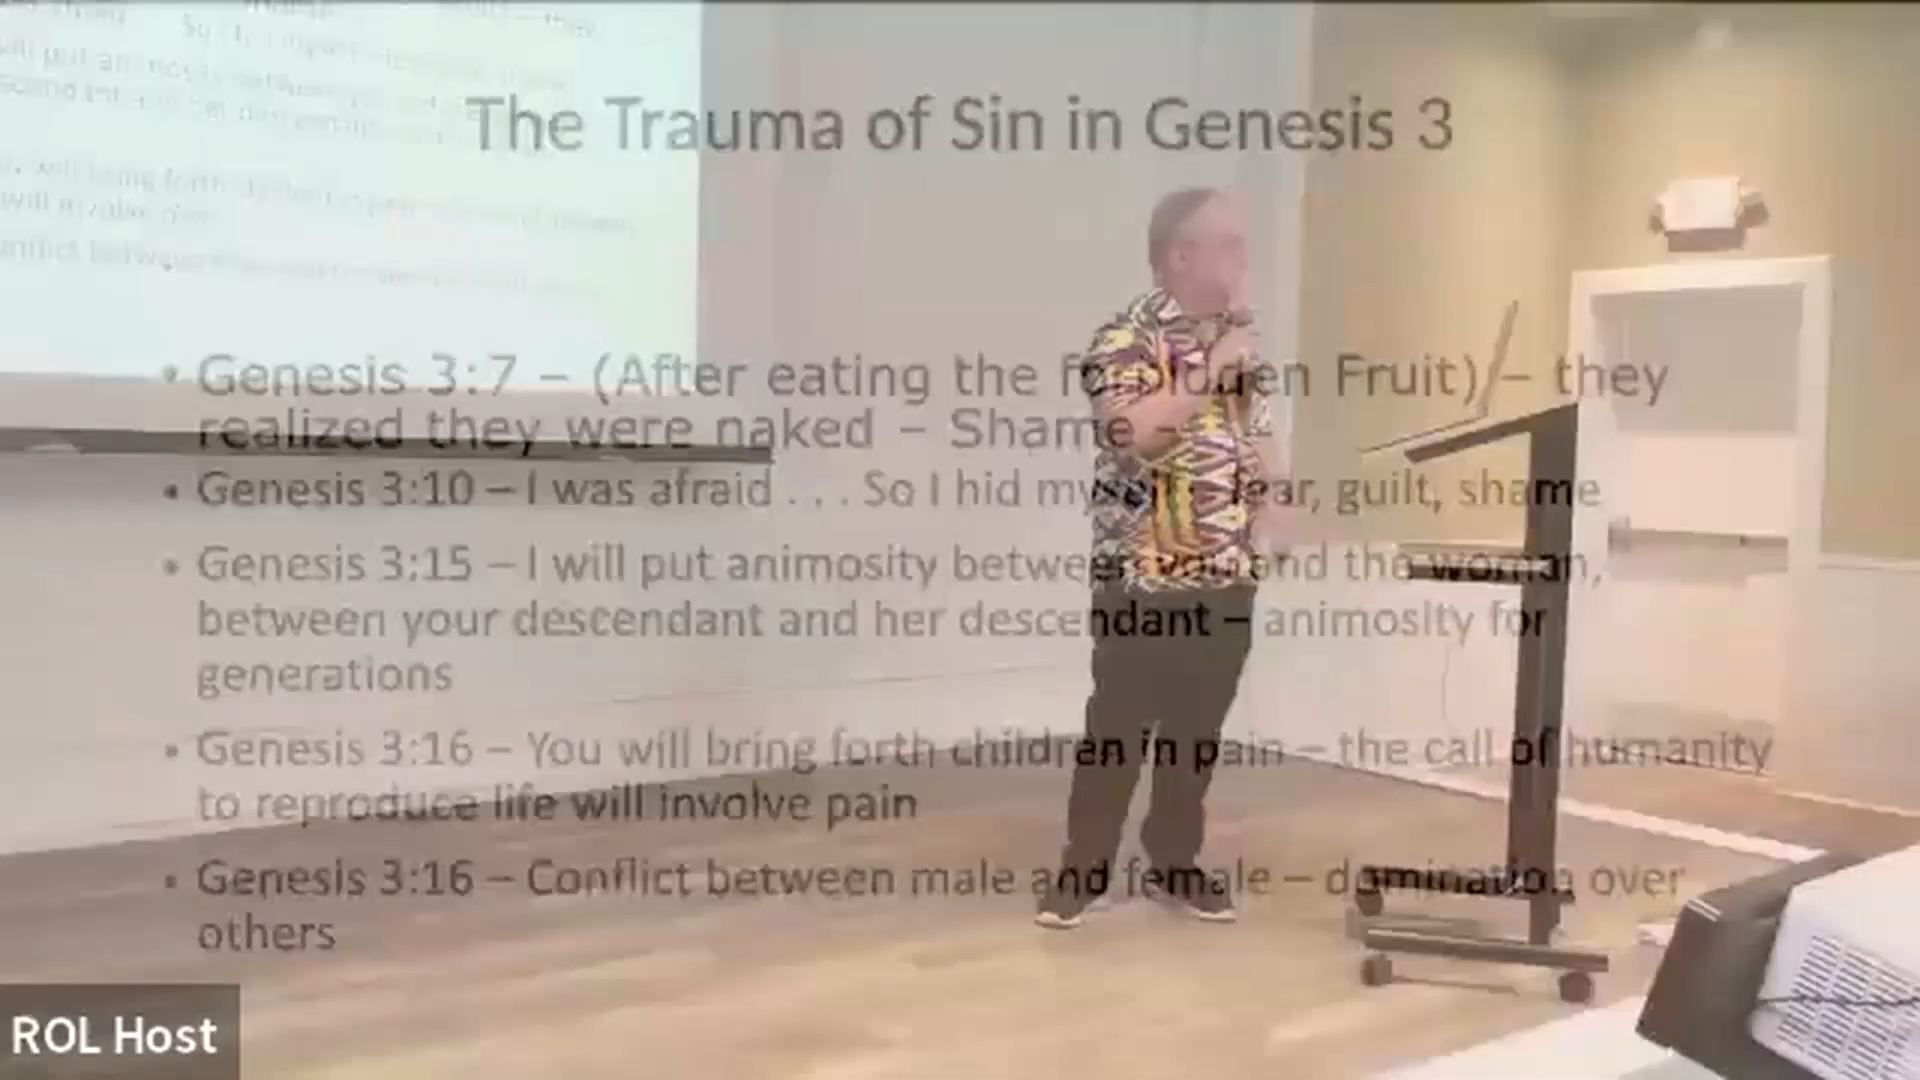 The Trauma of Sin in Genesis 3
• Genesis 3:7 – (After eating the forbidden Fruit) – they
realized they were naked – Shame –
• Genesis 3:10 – I was afraid . . . So I hid myself – fear, guilt, shame
• Genesis 3:15 – I will put animosity between you and the woman,
between your descendant and her descendant – animosity for
generations
• Genesis 3:16 – You will bring forth children in pain – the call of humanity
to reproduce life will involve pain
• Genesis 3:16 – Conflict between male and female – domination over
others
ROL Host